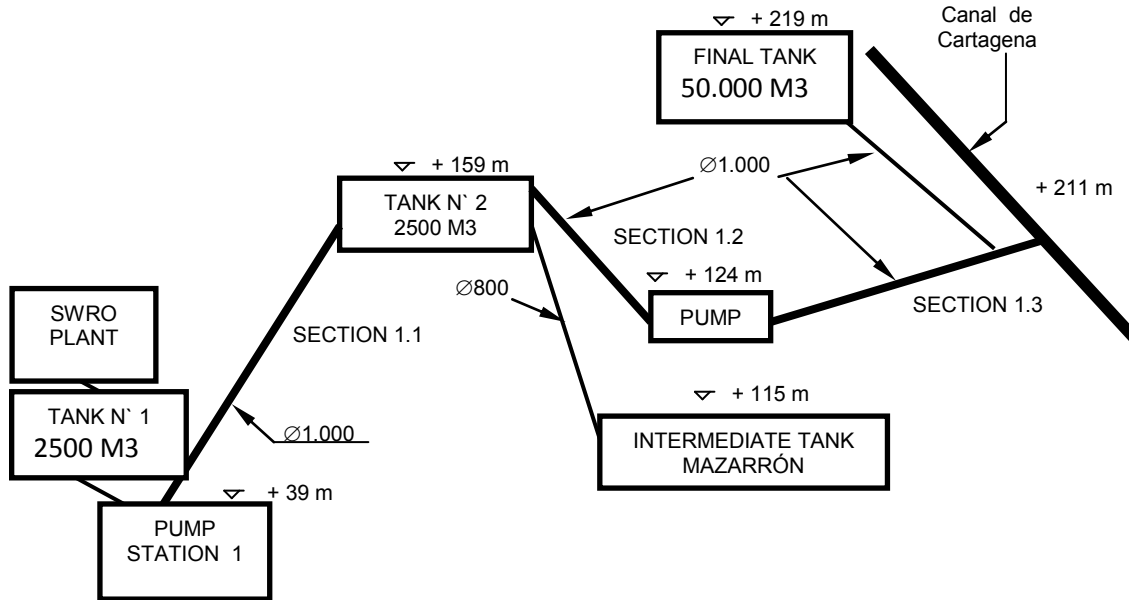 + 219 m
Canal de
Cartagena
FINAL TANK
50.000 M3
+ 159 m
∅1.000
+ 211 m
TANK N` 2
2500 M3
SECTION 1.2
+ 124 m
∅800
PUMP
SECTION 1.3
SWRO
PLANT
SECTION 1.1
+ 115 m
TANK N` 1
2500 M3
∅1.000
INTERMEDIATE TANK
MAZARRÓN
+ 39 m
PUMP
STATION 1